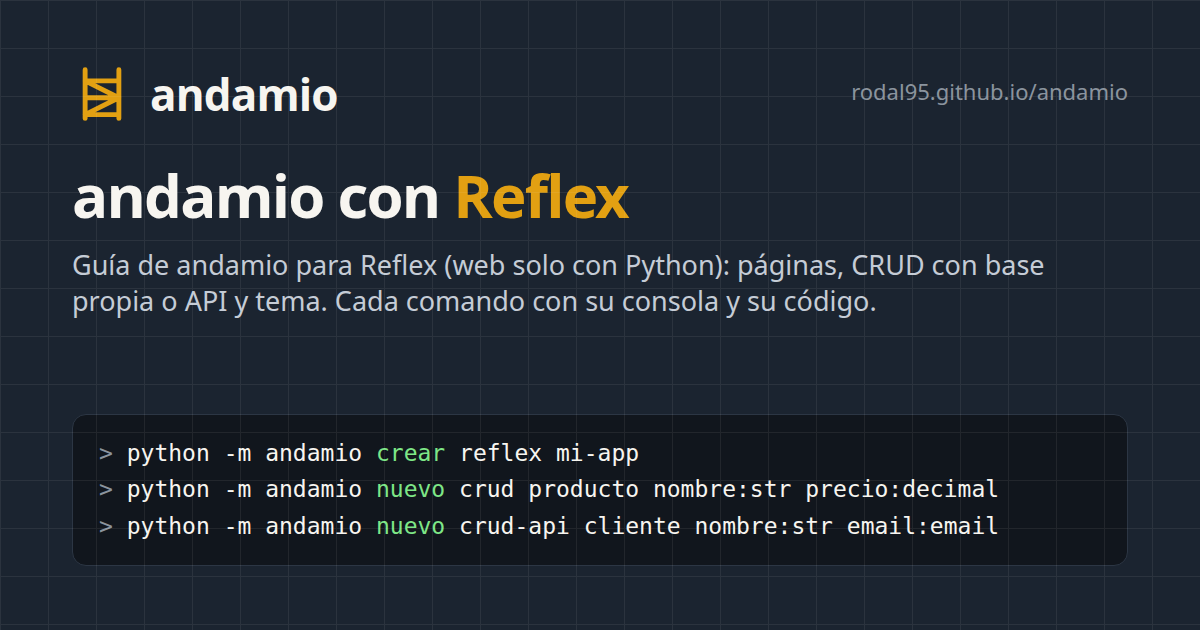 andamio
rodal95.github.io/andamio
andamio con Reflex
Guía de andamio para Reflex (web solo con Python): páginas, CRUD con base
propia o API y tema. Cada comando con su consola y su código.
> python -m andamio crear reflex mi-app
> python -m andamio nuevo crud producto nombre:str precio:decimal
> python -m andamio nuevo crud-api cliente nombre:str email:email